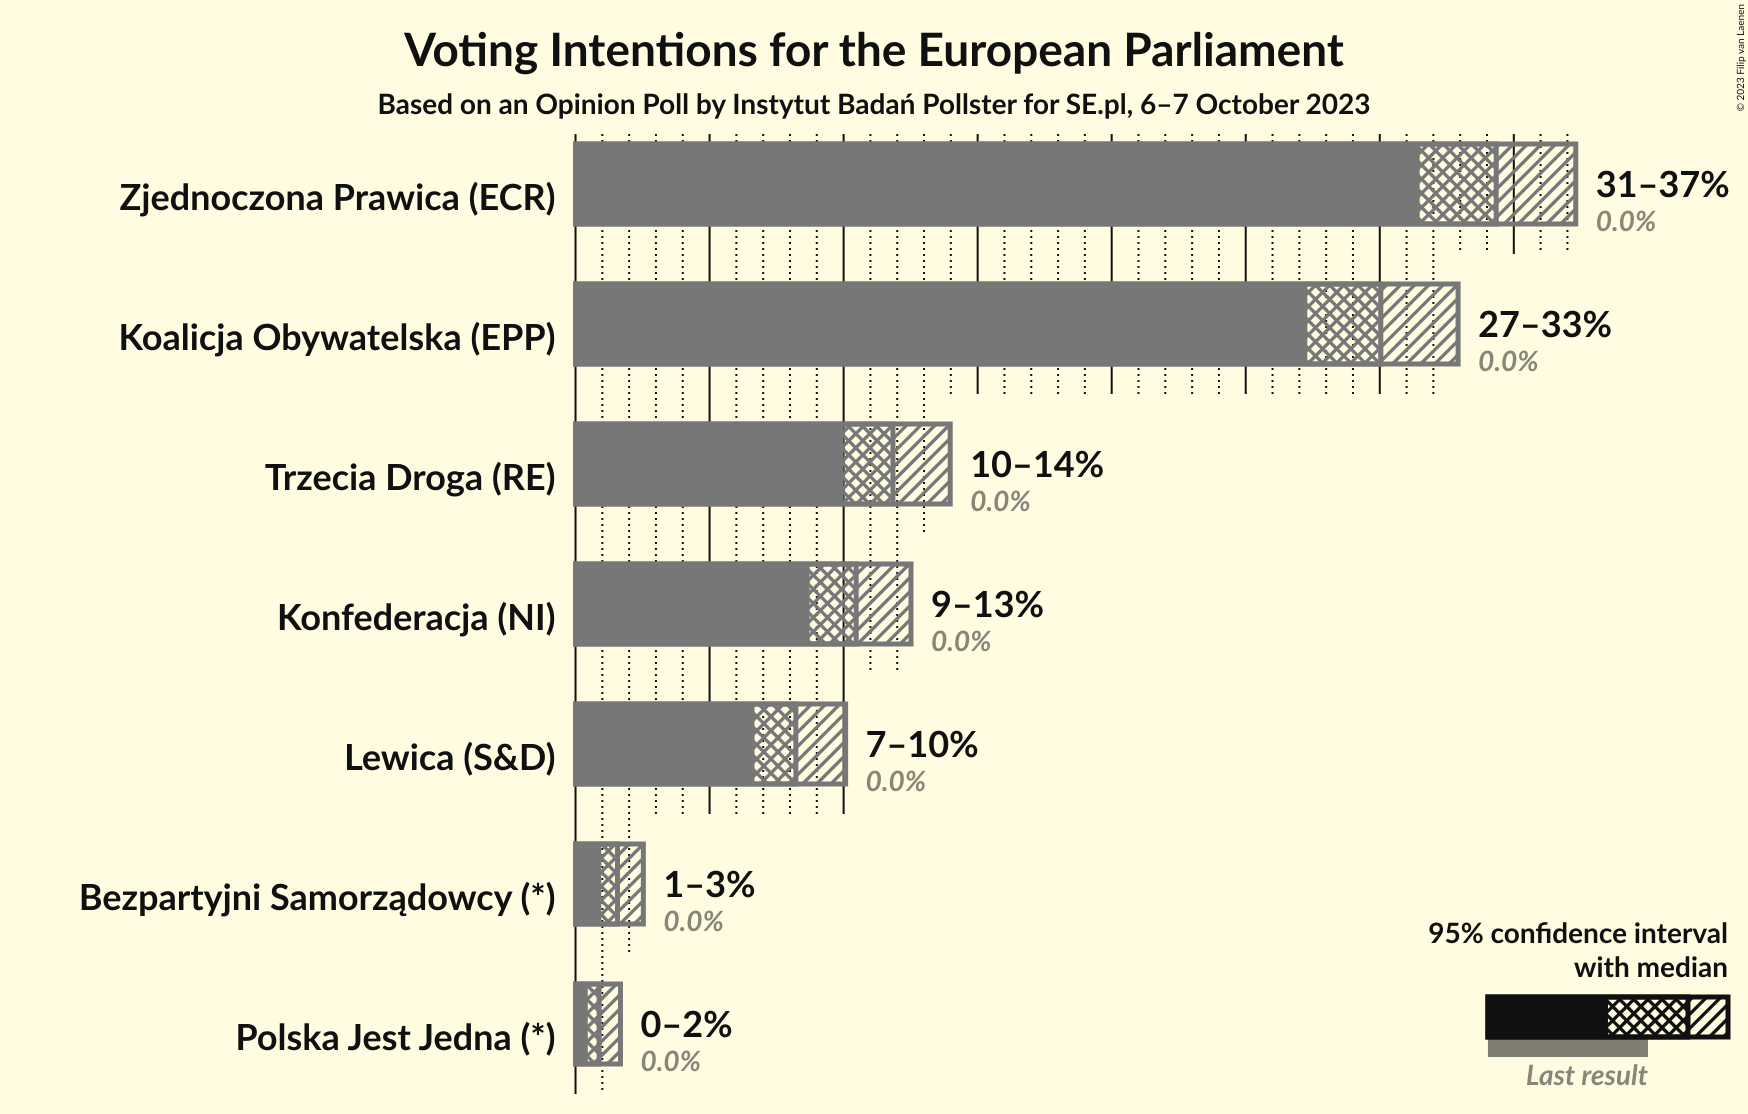 Voting Intentions for the European Parliament
Based on an Opinion Poll by Instytut Badań Pollster for SE.pl, 6–7 October 2023
© 2023 Filip van Laenen
Zjednoczona Prawica (ECR)
31–37%
0.0%
Koalicja Obywatelska (EPP)
27–33%
0.0%
Trzecia Droga (RE)
10–14%
0.0%
Konfederacja (NI)
9–13%
0.0%
Lewica (S&D)
7–10%
0.0%
Bezpartyjni Samorządowcy (*)
1–3%
0.0%
Polska Jest Jedna (*)
0–2%
0.0%
95% confidence interval
with median
Last result